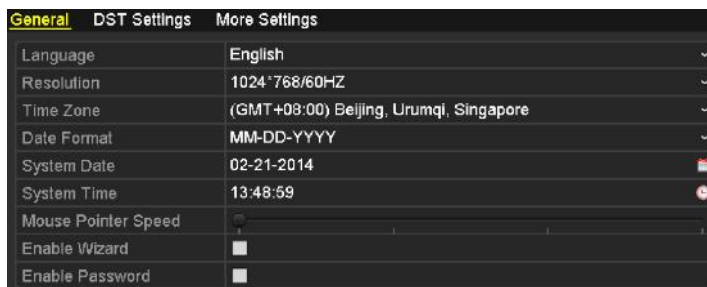 General DST Settings More Settings
Language English
Resolution 1024*768/60HZ
Time Zone (GMT+08:00) Beijing, Urumqi, Singapore
Date Format MM-DD-YYYY
System Date 02-21-2014
System Time 13:48:59
Mouse Pointer Speed
Enable Wizard
Enable Password